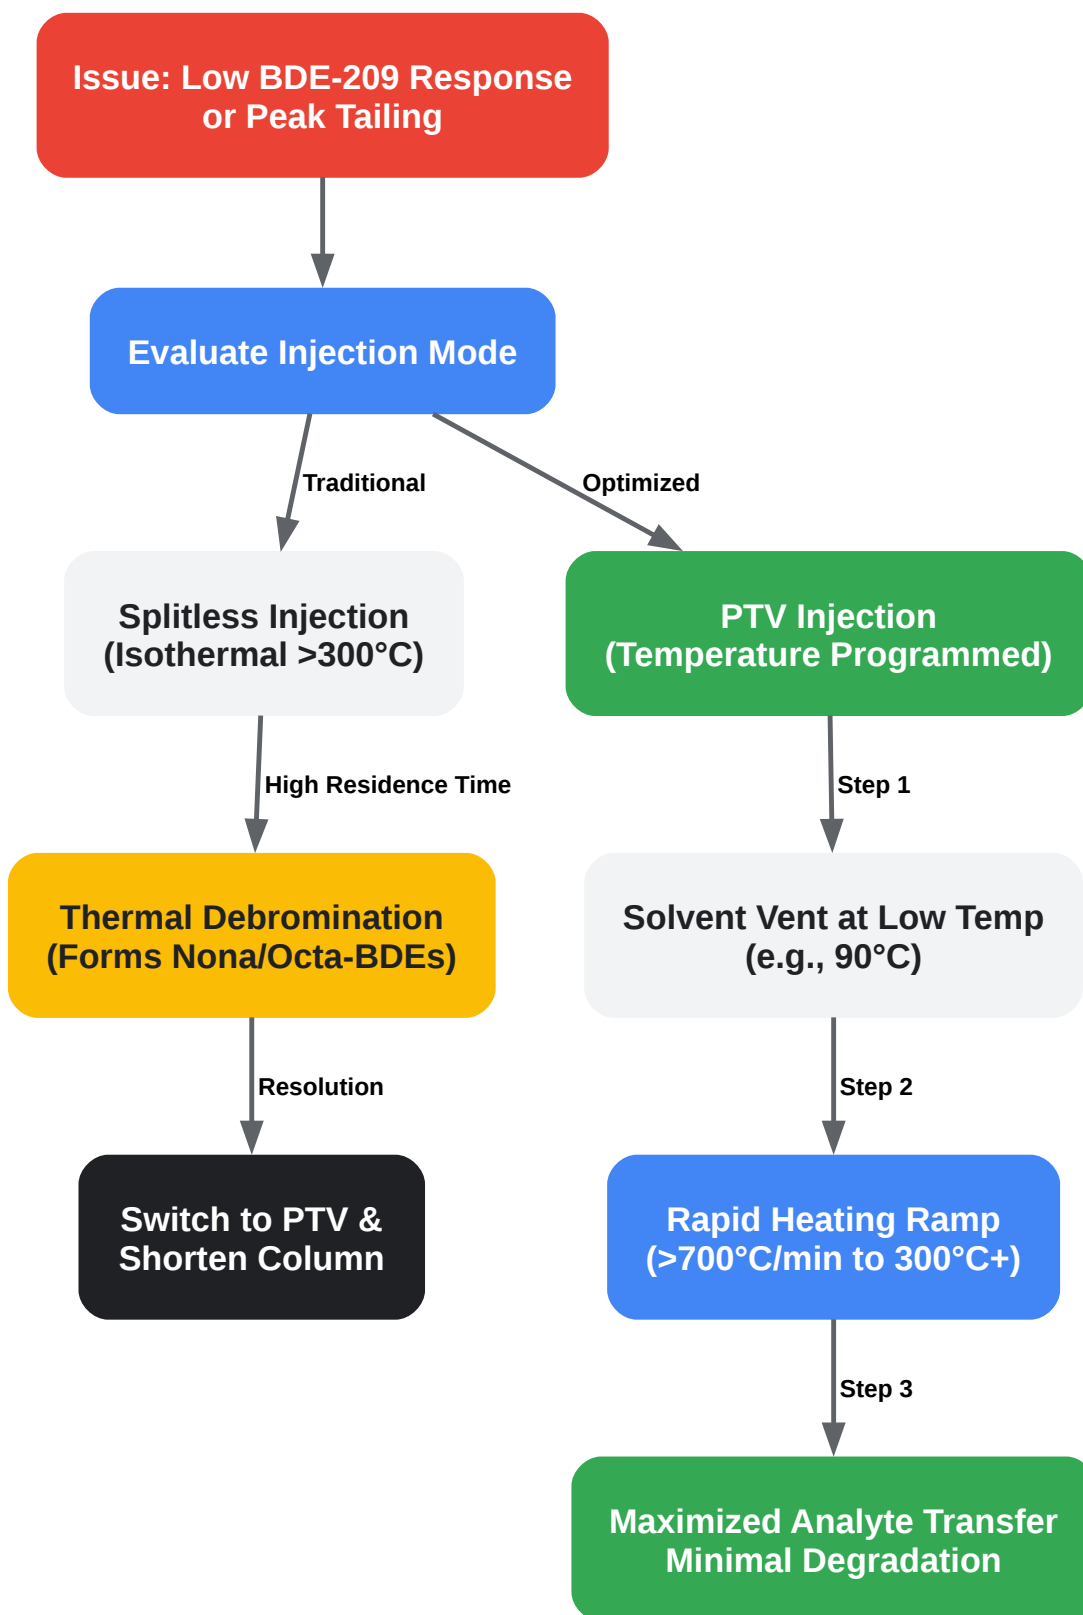 Issue: Low BDE-209 Response
or Peak Tailing
Evaluate Injection Mode
Traditional
Optimized
Splitless Injection
(Isothermal >300°C)
PTV Injection
(Temperature Programmed)
High Residence Time
Step 1
Thermal Debromination
(Forms Nona/Octa-BDEs)
Solvent Vent at Low Temp
(e.g., 90°C)
Resolution
Step 2
Switch to PTV &
Shorten Column
Rapid Heating Ramp
(>700°C/min to 300°C+)
Step 3
Maximized Analyte Transfer
Minimal Degradation